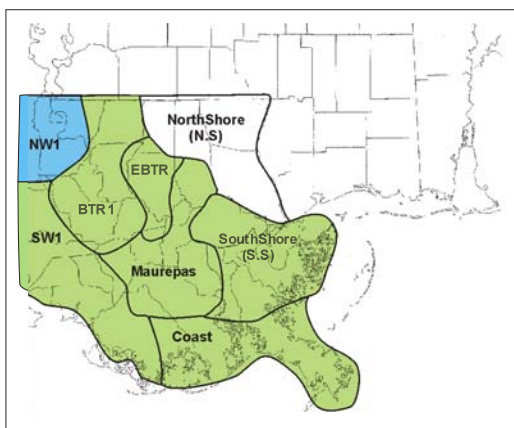 NorthShore
(N.S)
NW1
EBTR
BTR1
SW1
SouthShore
(S.S)
Maurepas
Coast